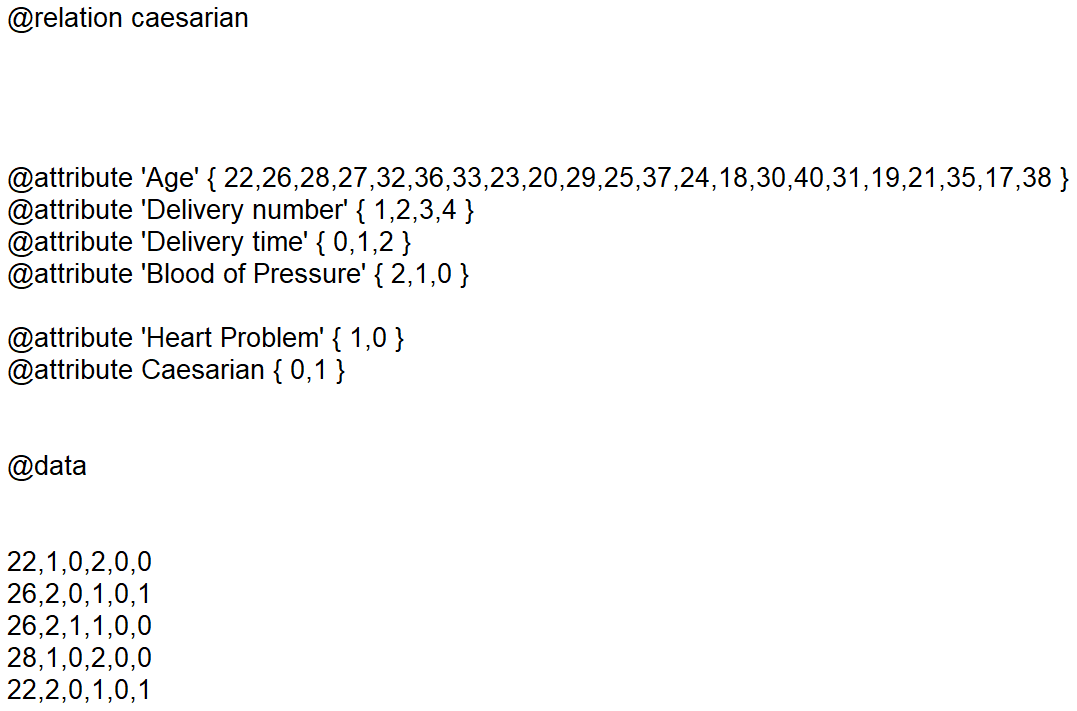 @relation caesarian
@attribute 'Age' { 22,26,28,27,32,36,33,23,20,29,25,37,24,18,30,40,31,19,21,35,17,38 }
@attribute 'Delivery number' { 1,2,3,4 }
@attribute 'Delivery time' { 0,1,2 }
@attribute 'Blood of Pressure' { 2,1,0 }
@attribute 'Heart Problem' { 1,0 }
@attribute Caesarian { 0,1 }
@data
22,1,0,2,0,0
26,2,0,1,0,1
26,2,1,1,0,0
28,1,0,2,0,0
22,2,0,1,0,1